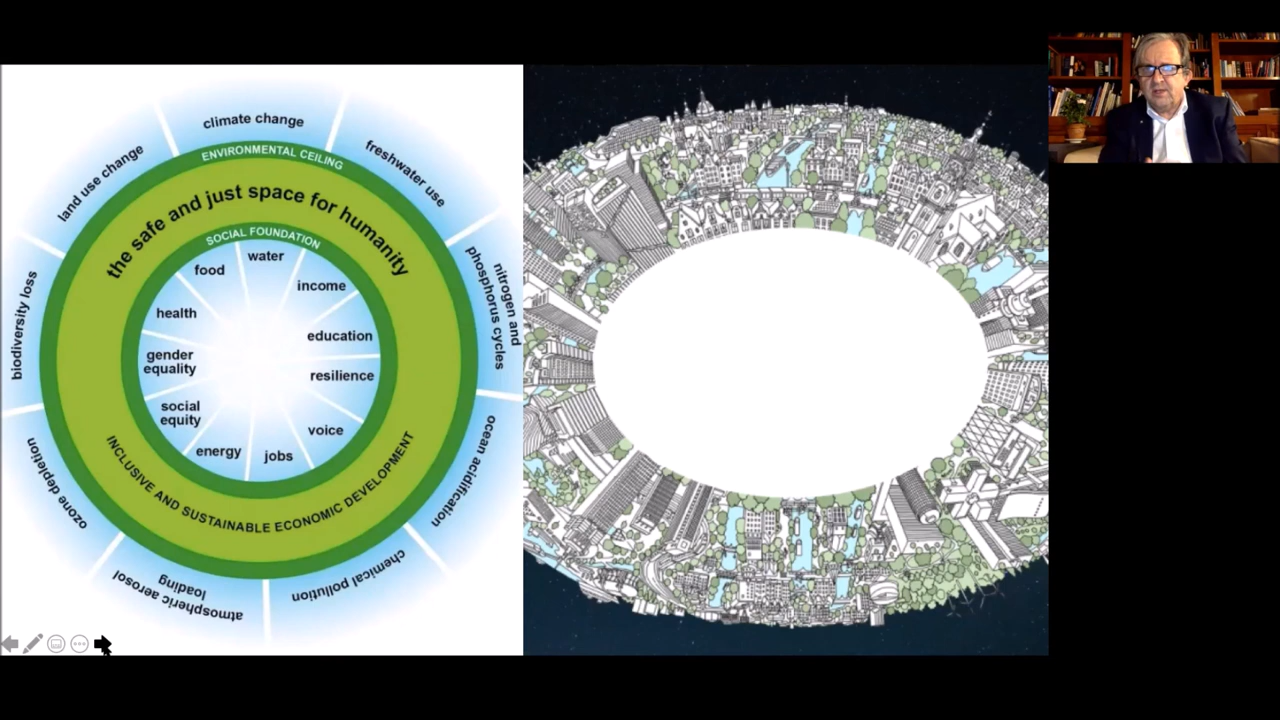 climate change
freshwater use
nitrogen and
phosphorus cycles
ocean acidification
chemical pollution
atmospheric aerosol
loading
ozone depletion
biodiversity loss
land use change
ENVIRONMENTAL CEILING
the safe and just space for humanity
SOCIAL FOUNDATION
water
income
education
resilience
voice
jobs
energy
social
equity
gender
equality
health
food
INCLUSIVE AND SUSTAINABLE ECONOMIC DEVELOPMENT